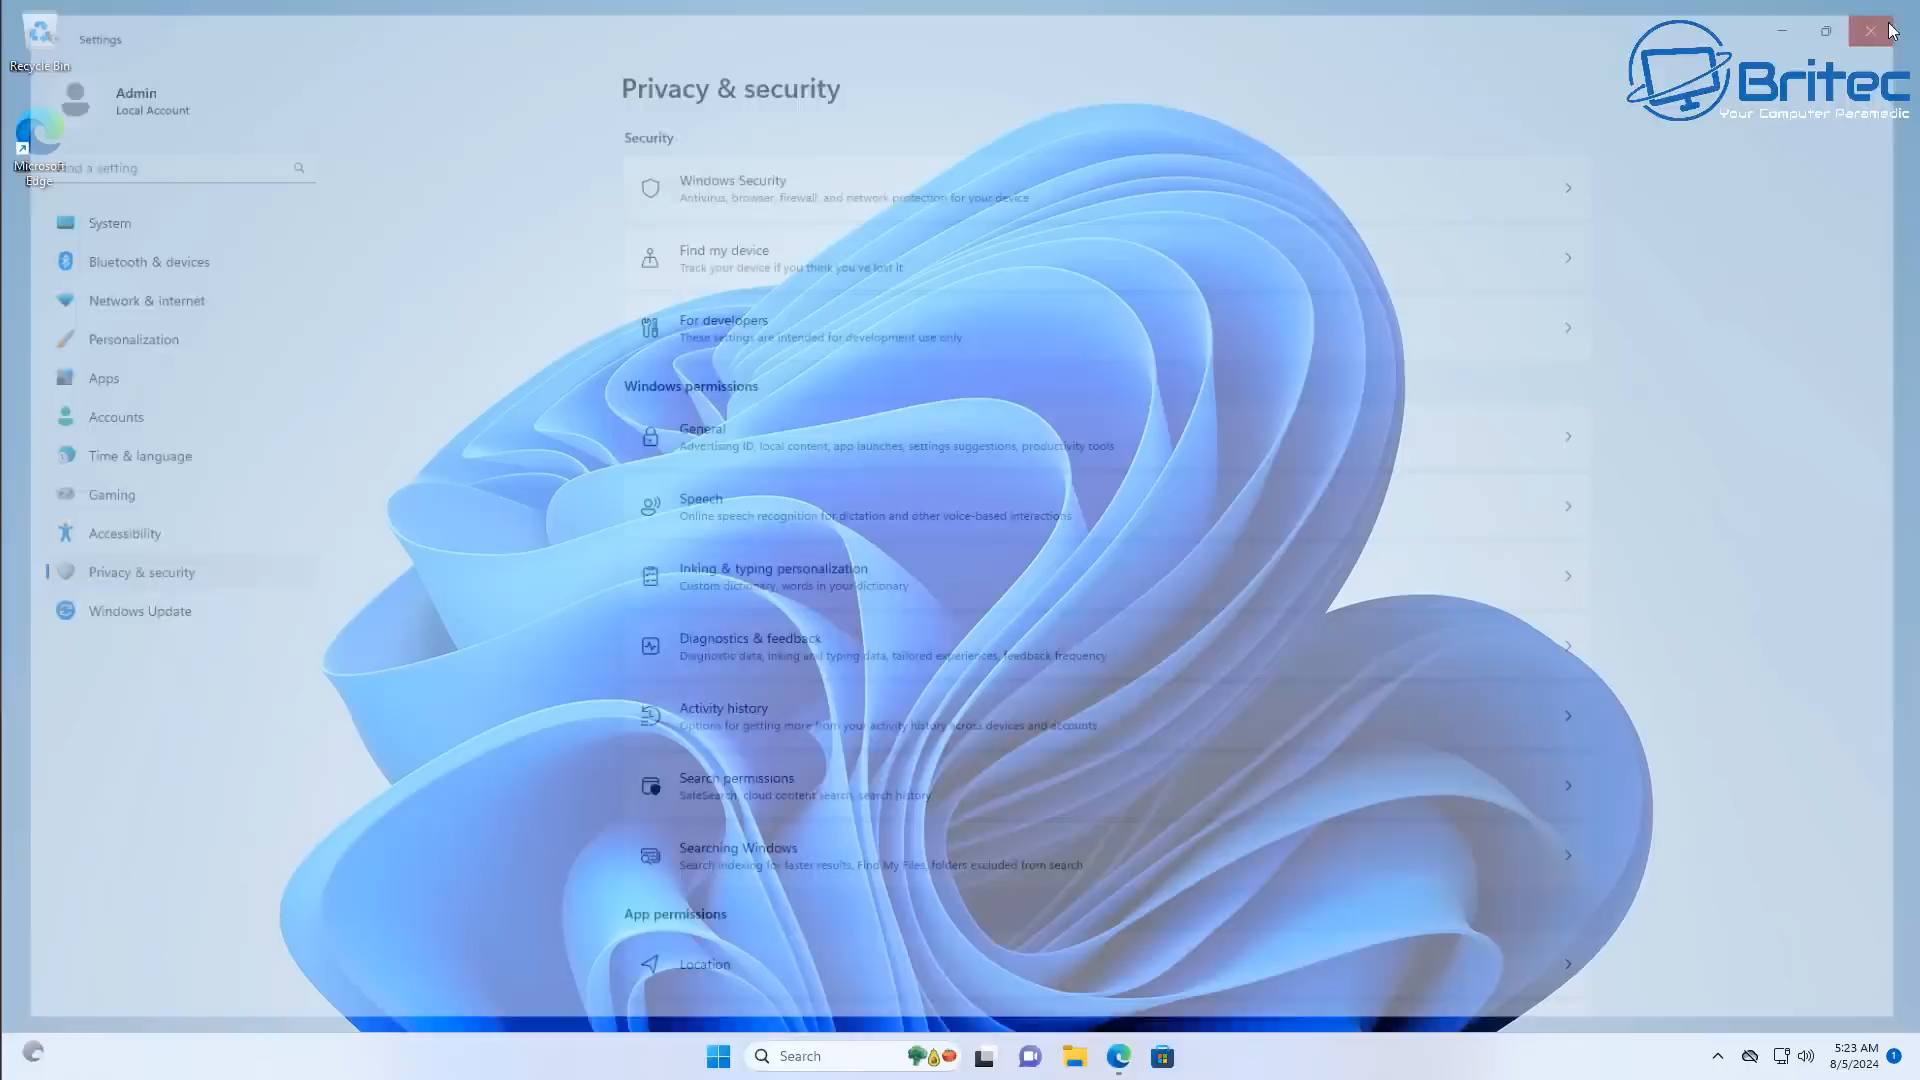 Recycle Bin
Settings
Britec
Your Computer Paramedic
Admin
Local Account
Microsoft
Edge
a setting
System
Bluetooth & devices
Network & internet
Personalization
Apps
Accounts
Time & language
Gaming
Accessibility
Privacy & security
Windows Update
Privacy & security
Security
Windows Security
Antivirus, browser, firewall, and network protection for your device
Find my device
Track your device if you think you've lost it
For developers
These settings are intended for development use only
Windows permissions
General
Advertising ID, local content, app launches, settings suggestions, productivity tools
Speech
Online speech recognition for dictation and other voice-based interactions
Inking & typing personalization
Custom dictionary, words in your dictionary
Diagnostics & feedback
Diagnostic data, inking and typing data, tailored experiences, feedback frequency
Activity history
Options for getting more from your activity history across devices and accounts
Search permissions
SafeSearch, cloud content search, search history
Searching Windows
Search indexing for faster results, Find My Files, folders excluded from search
App permissions
Location
Search
5:23 AM
8/5/2024
1